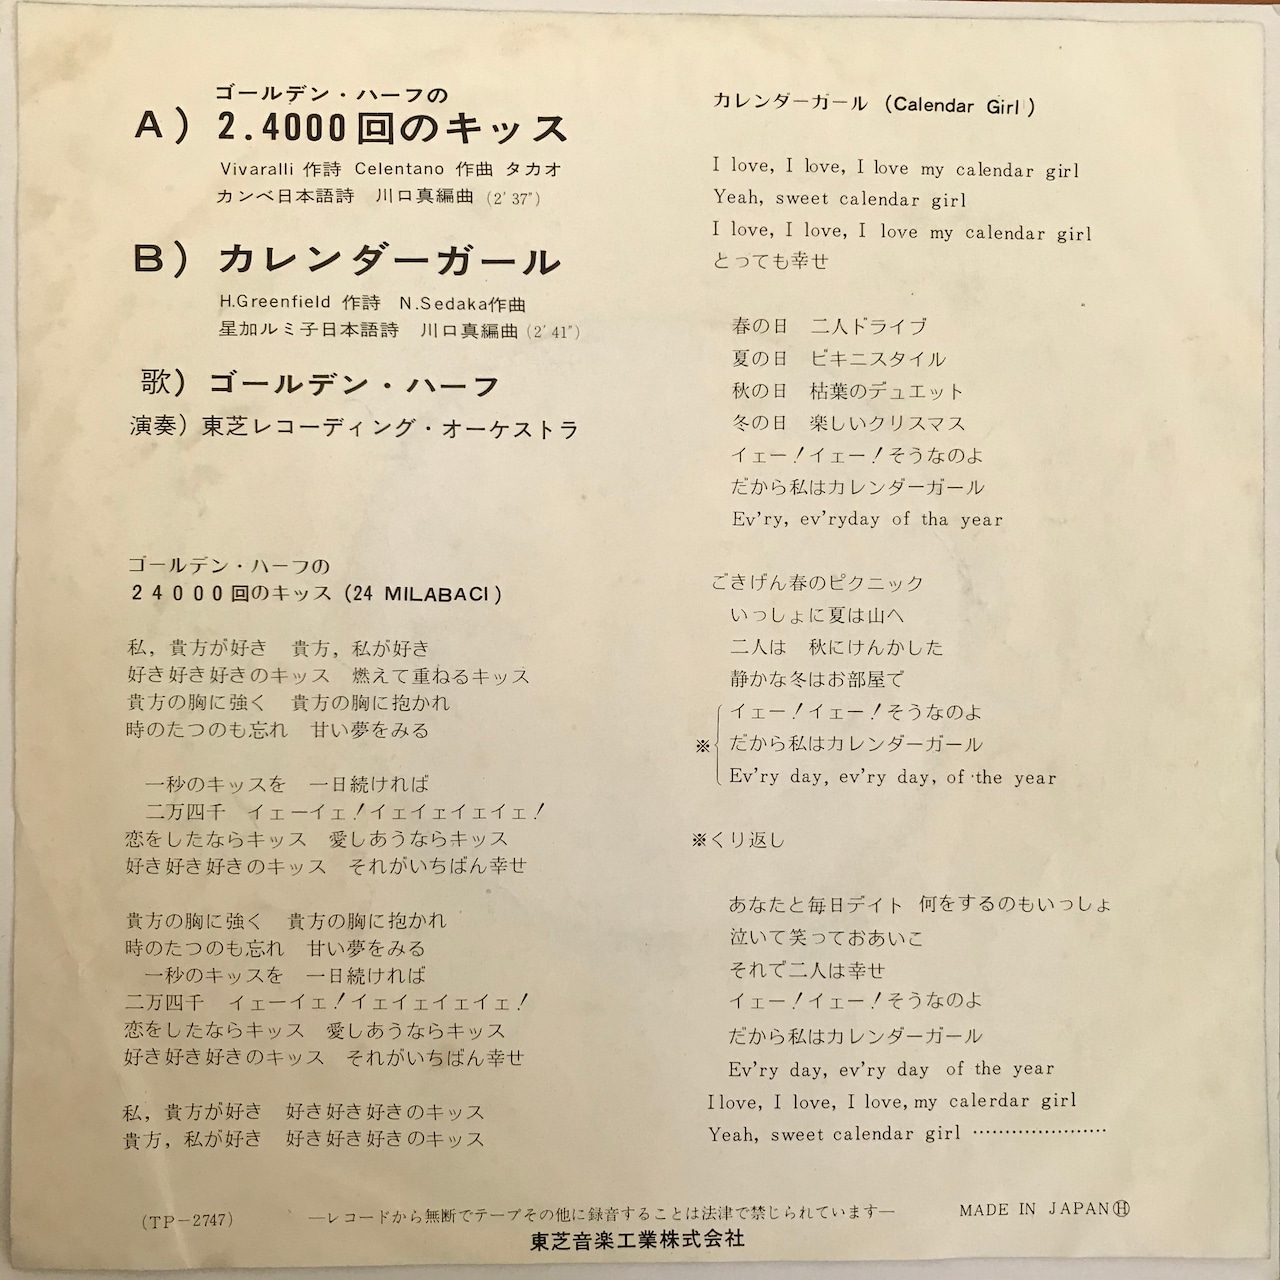 ゴールデン・ハーフの
A) 2.4000回のキッス
Vivaralli 作詩 Celentano 作曲 タカオ
カンベ日本語詩 川口真編曲 (2′37″)
B) カレンダーガール
H.Greenfield 作詩 N.Sedaka作曲
星加ルミ子日本語詩 川口真編曲 (2′41″)
歌) ゴールデン・ハーフ
演奏) 東芝レコーディング・オーケストラ
ゴールデン・ハーフの
24000回のキッス (24 MILABACI)
私，貴方が好き 貴方，私が好き
好き好き好きのキッス 燃えて重ねるキッス
貴方の胸に強く 貴方の胸に抱かれ
時のたつのも忘れ 甘い夢をみる
一秒のキッスを 一日続ければ
二万四千 イェーイェ！イェイェイェイェ！
恋をしたならキッス 愛しあうならキッス
好き好き好きのキッス それがいちばん幸せ
貴方の胸に強く 貴方の胸に抱かれ
時のたつのも忘れ 甘い夢をみる
一秒のキッスを 一日続ければ
二万四千 イェーイェ！イェイェイェイェ！
恋をしたならキッス 愛しあうならキッス
好き好き好きのキッス それがいちばん幸せ
私，貴方が好き 好き好き好きのキッス
貴方，私が好き 好き好き好きのキッス
カレンダーガール (Calendar Girl)
I love, I love, I love my calendar girl
Yeah, sweet calendar girl
I love, I love, I love my calendar girl
とっても幸せ
春の日 二人ドライブ
夏の日 ビキニスタイル
秋の日 枯葉のデュエット
冬の日 楽しいクリスマス
イェー！イェー！そうなのよ
だから私はカレンダーガール
Ev'ry, ev'ryday of tha year
ごきげん春のピクニック
いっしょに夏は山へ
二人は 秋にけんかした
静かな冬はお部屋で
イェー！イェー！そうなのよ
※ だから私はカレンダーガール
Ev'ry day, ev'ry day, of the year
※くり返し
あなたと毎日デイト 何をするのもいっしょ
泣いて笑っておあいこ
それで二人は幸せ
イェー！イェー！そうなのよ
だから私はカレンダーガール
Ev'ry day, ev'ry day of the year
I love, I love, I love, my calerdar girl
Yeah, sweet calendar girl …………………
(TP-2747)
―レコードから無断でテープその他に録音することは法津で禁じられています―
MADE IN JAPAN Ⓗ
東芝音楽工業株式会社